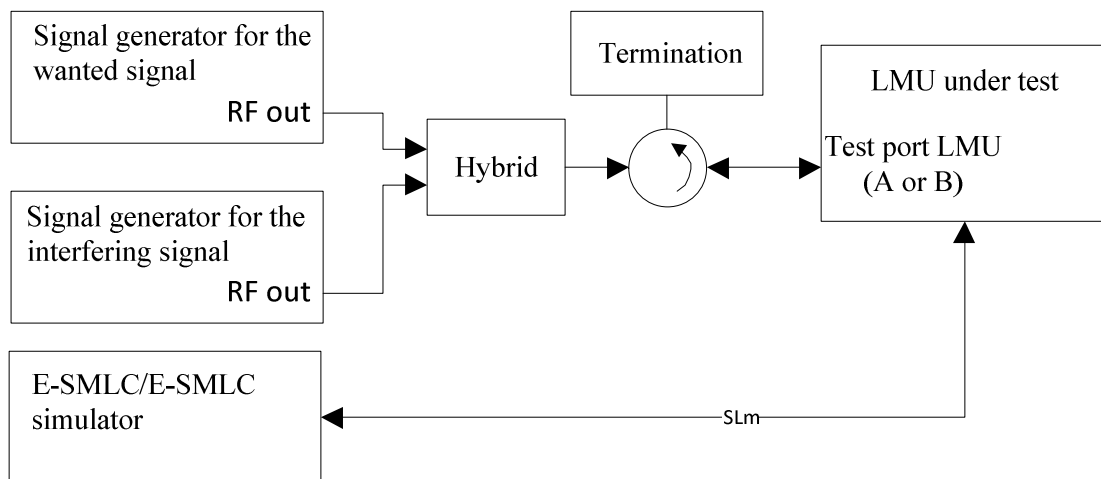 Signal generator for the
wanted signal
RF out
Termination
LMU under test
Test port LMU
(A or B)
Hybrid
Signal generator for the
interfering signal
RF out
E-SMLC/E-SMLC
simulator
SLm